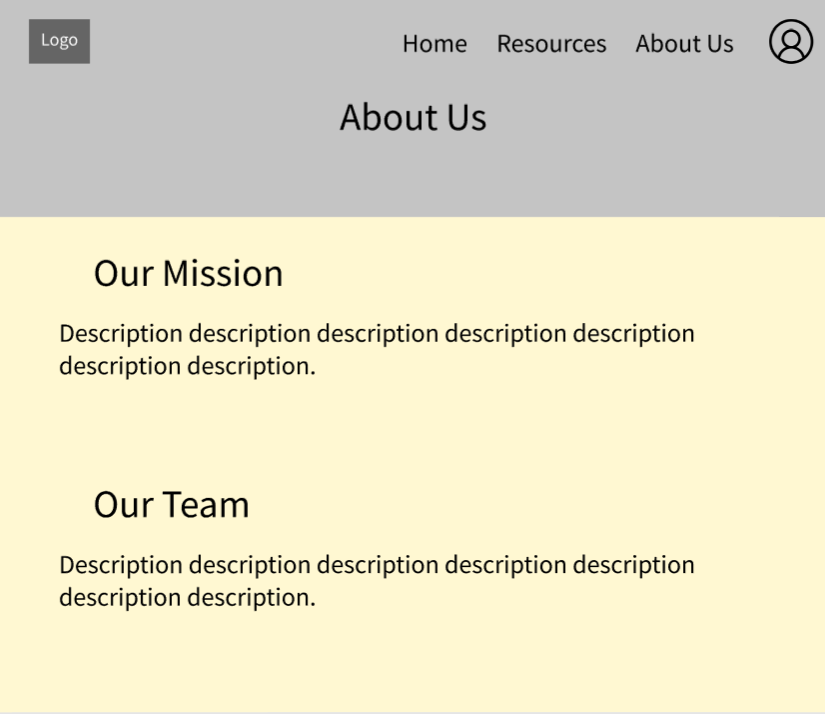 Logo
Home Resources About Us
About Us
Our Mission
Description description description description description
description description.
Our Team
Description description description description description
description description.